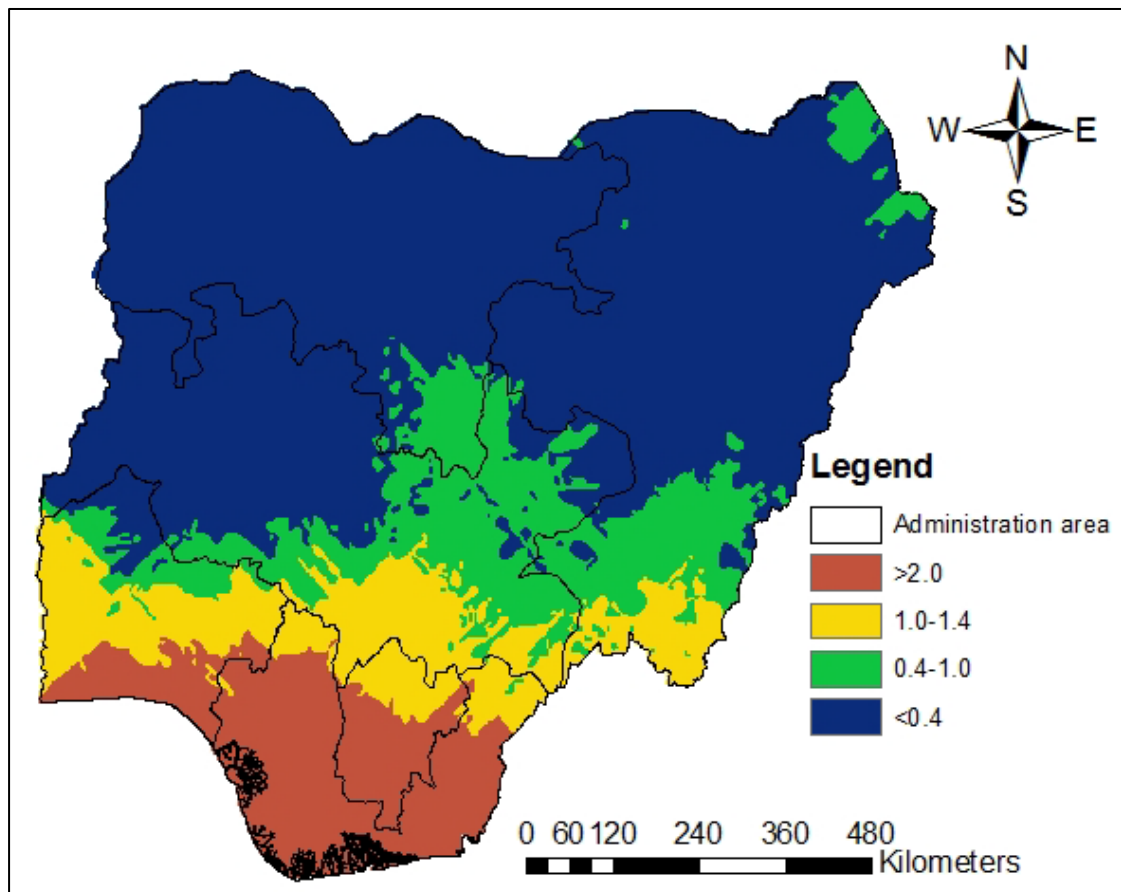 N
W E
S
Legend
Administration area
>2.0
1.0-1.4
0.4-1.0
<0.4
0 60 120 240 360 480
Kilometers